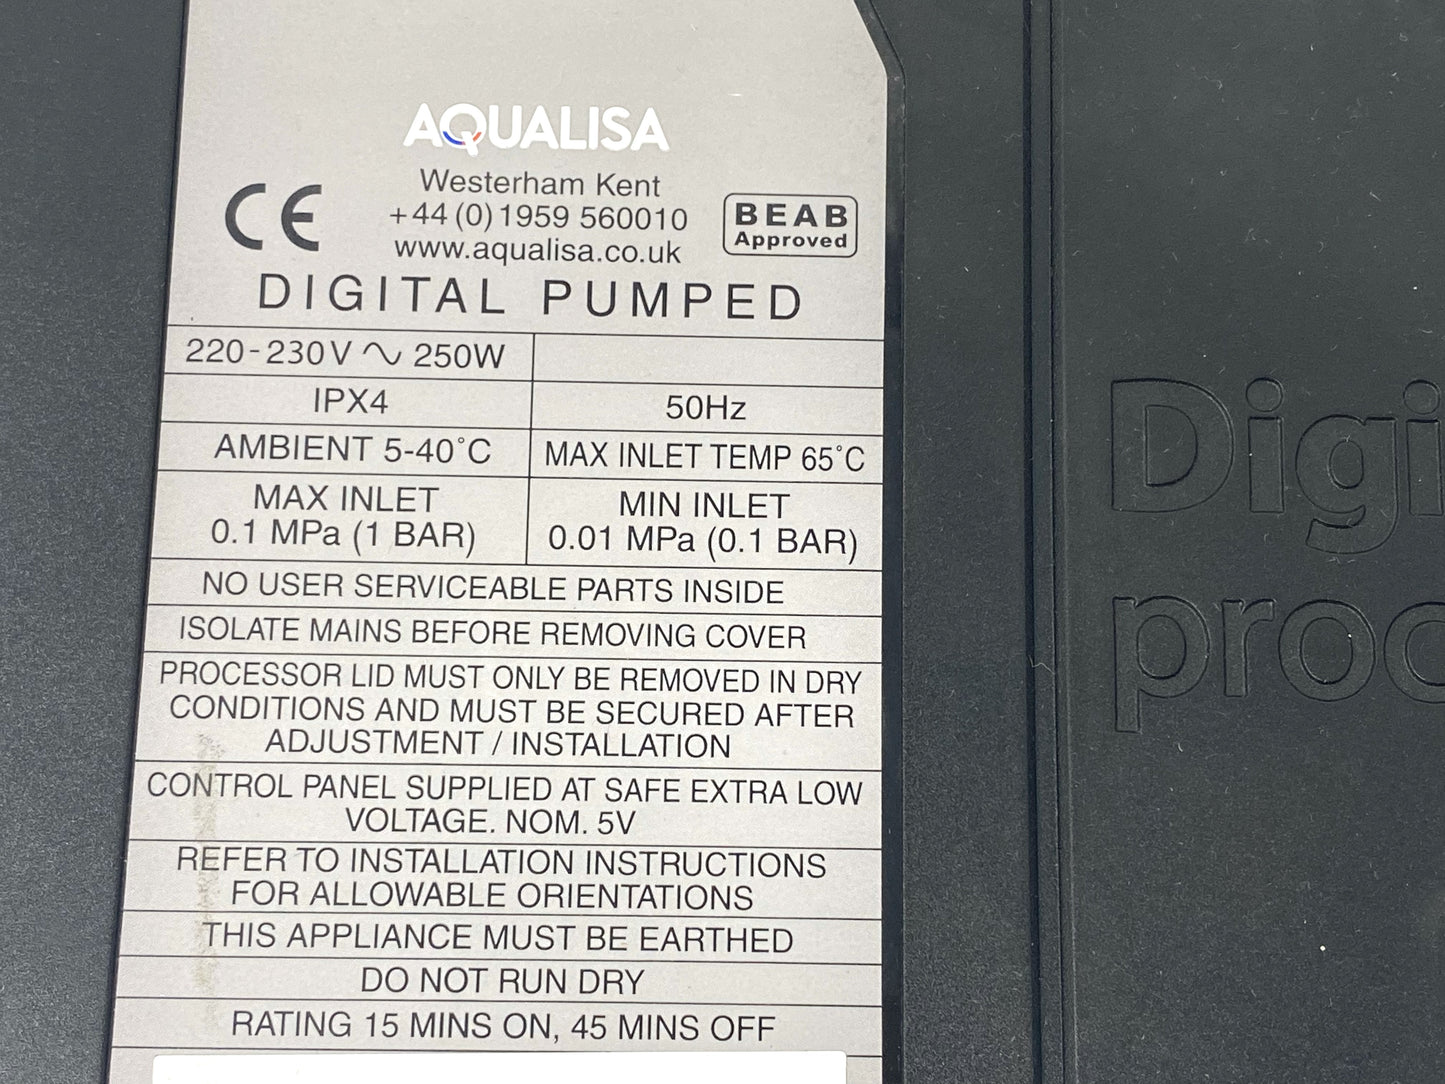 AQUALISA
Westerham Kent
+44 (0) 1959 560010
www.aqualisa.co.uk
CE
BEAB
Approved
DIGITAL PUMPED
220-230V ~ 250W
IPX4
50Hz
AMBIENT 5-40°C
MAX INLET TEMP 65°C
MAX INLET
0.1 MPa (1 BAR)
MIN INLET
0.01 MPa (0.1 BAR)
NO USER SERVICEABLE PARTS INSIDE
ISOLATE MAINS BEFORE REMOVING COVER
PROCESSOR LID MUST ONLY BE REMOVED IN DRY
CONDITIONS AND MUST BE SECURED AFTER
ADJUSTMENT / INSTALLATION
CONTROL PANEL SUPPLIED AT SAFE EXTRA LOW
VOLTAGE. NOM. 5V
REFER TO INSTALLATION INSTRUCTIONS
FOR ALLOWABLE ORIENTATIONS
THIS APPLIANCE MUST BE EARTHED
DO NOT RUN DRY
RATING 15 MINS ON, 45 MINS OFF
Digi
proc